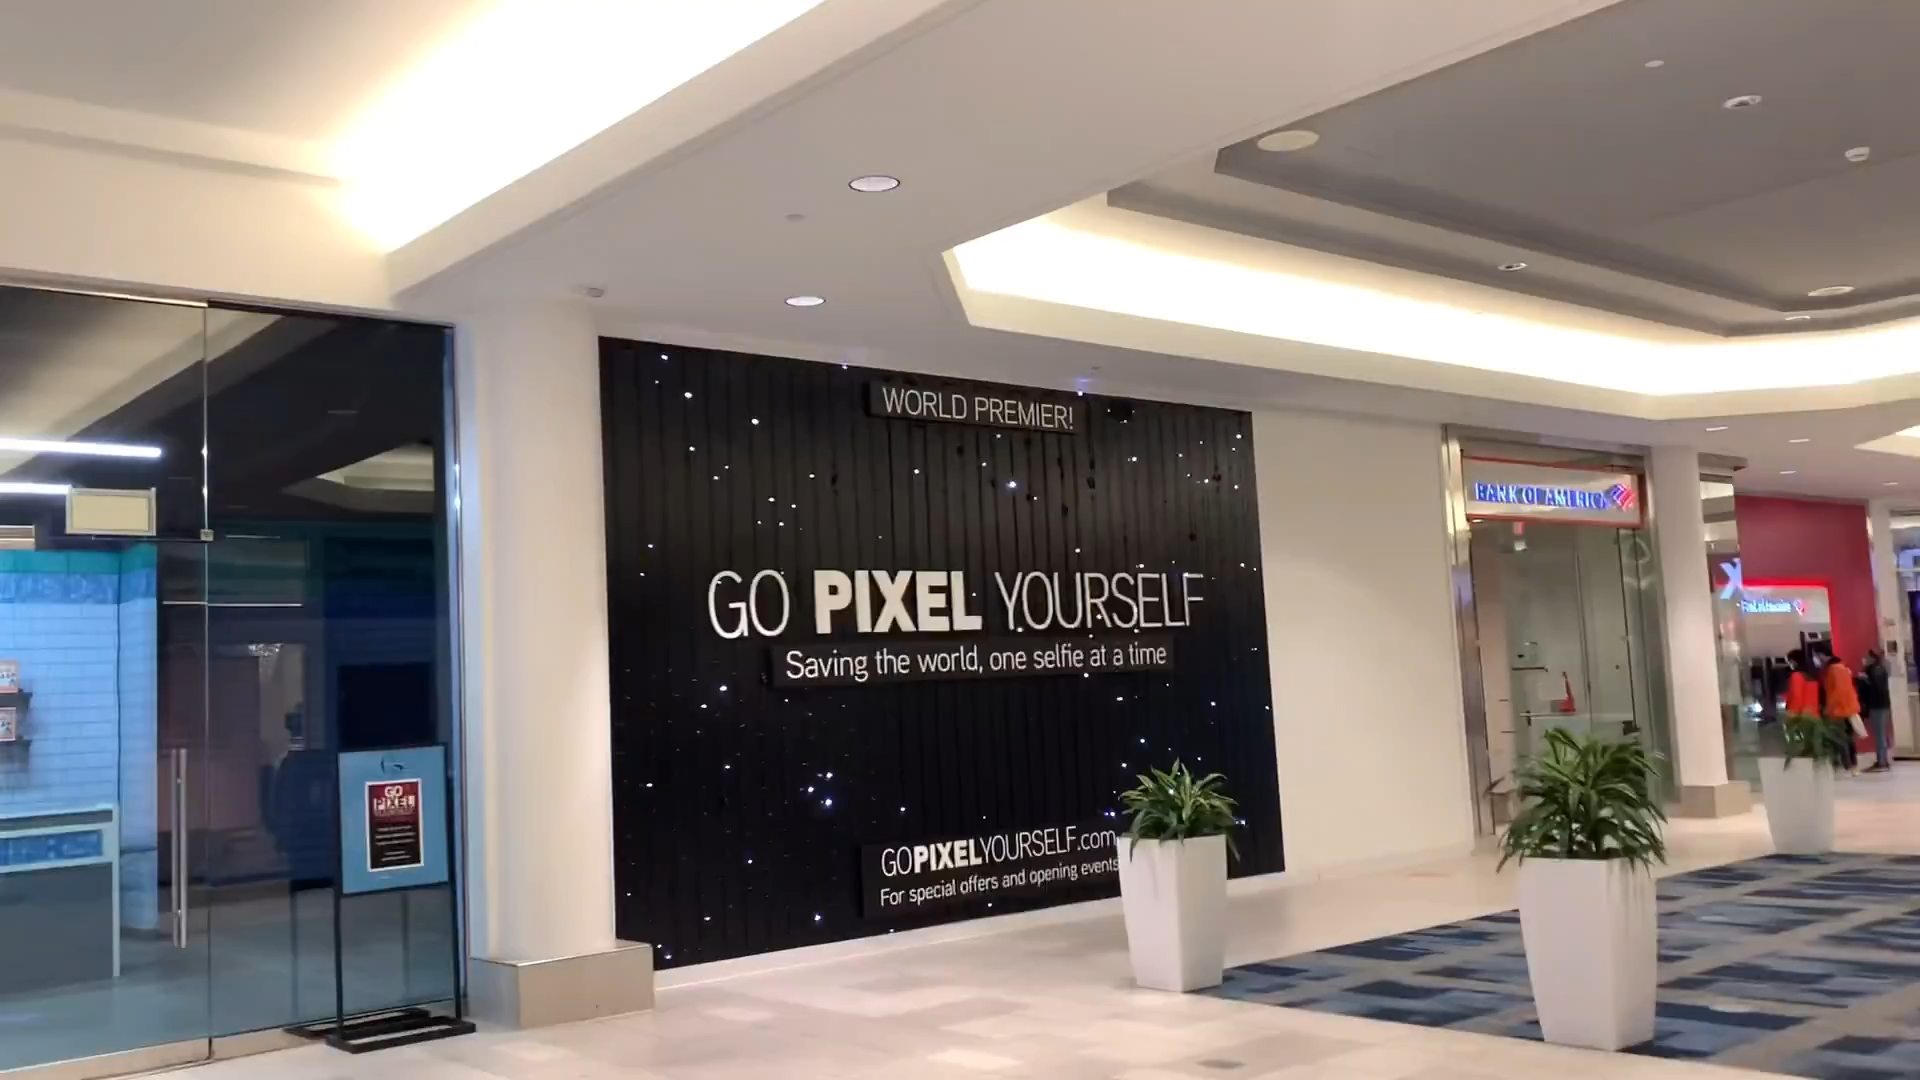 WORLD PREMIER!
GO PIXEL YOURSELF
Saving the world, one selfie at a time
GOPIXELYOURSELF.com
For special offers and opening events
BANK OF AMERICA
GO
PIXEL